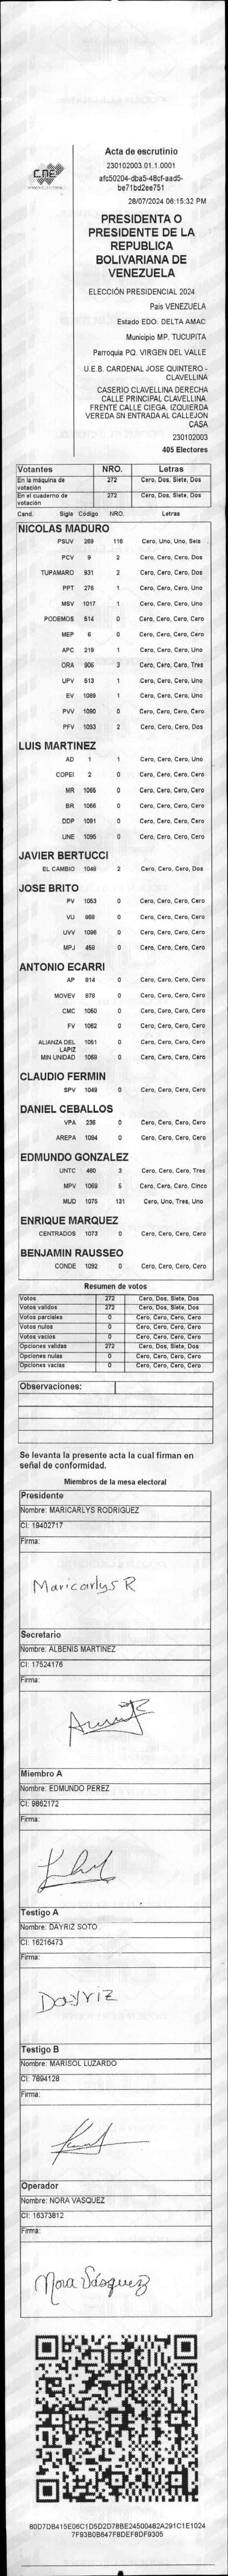 CNE
Acta de escrutinio
230102003.01.1.0001
afc50204-dba5-48cf-aad5-
be71bd2ee751
28/07/2024 06:15:32 PM
PRESIDENTA O
PRESIDENTE DE LA
REPUBLICA
BOLIVARIANA DE
VENEZUELA
ELECCIÓN PRESIDENCIAL 2024
Pais VENEZUELA
Estado EDO. DELTA AMAC
Municipio MP. TUCUPITA
Parroquia PQ. VIRGEN DEL VALLE
U.E.B. CARDENAL JOSE QUINTERO -
CLAVELLINA
CASERIO CLAVELLINA DERECHA
CALLE PRINCIPAL CLAVELLINA.
FRENTE CALLE CIEGA. IZQUIERDA
VEREDA SN ENTRADA AL CALLEJON
CASA
230102003
405 Electores
Votantes NRO. Letras
En la máquina de votación 272 Cero, Dos, Siete, Dos
En el cuaderno de votación 272 Cero, Dos, Siete, Dos
Cand. Sigla Código NRO. Letras
NICOLAS MADURO
PSUV 269 116 Cero, Uno, Uno, Seis
PCV 9 2 Cero, Cero, Cero, Dos
TUPAMARO 931 2 Cero, Cero, Cero, Dos
PPT 276 1 Cero, Cero, Cero, Uno
MSV 1017 1 Cero, Cero, Cero, Uno
PODEMOS 514 0 Cero, Cero, Cero, Cero
MEP 6 0 Cero, Cero, Cero, Cero
APC 219 1 Cero, Cero, Cero, Uno
ORA 906 3 Cero, Cero, Cero, Tres
UPV 513 1 Cero, Cero, Cero, Uno
EV 1089 1 Cero, Cero, Cero, Uno
PVV 1090 0 Cero, Cero, Cero, Cero
PFV 1093 2 Cero, Cero, Cero, Dos
LUIS MARTINEZ
AD 1 1 Cero, Cero, Cero, Uno
COPEI 2 0 Cero, Cero, Cero, Cero
MR 1065 0 Cero, Cero, Cero, Cero
BR 1066 0 Cero, Cero, Cero, Cero
DDP 1091 0 Cero, Cero, Cero, Cero
UNE 1095 0 Cero, Cero, Cero, Cero
JAVIER BERTUCCI
EL CAMBIO 1048 2 Cero, Cero, Cero, Dos
JOSE BRITO
PV 1053 0 Cero, Cero, Cero, Cero
VU 968 0 Cero, Cero, Cero, Cero
UVV 1096 0 Cero, Cero, Cero, Cero
MPJ 458 0 Cero, Cero, Cero, Cero
ANTONIO ECARRI
AP 814 0 Cero, Cero, Cero, Cero
MOVEV 878 0 Cero, Cero, Cero, Cero
CMC 1050 0 Cero, Cero, Cero, Cero
FV 1062 0 Cero, Cero, Cero, Cero
ALIANZA DEL LAPIZ 1051 0 Cero, Cero, Cero, Cero
MIN UNIDAD 1068 0 Cero, Cero, Cero, Cero
CLAUDIO FERMIN
SPV 1049 0 Cero, Cero, Cero, Cero
DANIEL CEBALLOS
VPA 236 0 Cero, Cero, Cero, Cero
AREPA 1094 0 Cero, Cero, Cero, Cero
EDMUNDO GONZALEZ
UNTC 460 3 Cero, Cero, Cero, Tres
MPV 1069 5 Cero, Cero, Cero, Cinco
MUD 1075 131 Cero, Uno, Tres, Uno
ENRIQUE MARQUEZ
CENTRADOS 1073 0 Cero, Cero, Cero, Cero
BENJAMIN RAUSSEO
CONDE 1092 0 Cero, Cero, Cero, Cero
Resumen de votos
Votos 272 Cero, Dos, Siete, Dos
Votos validos 272 Cero, Dos, Siete, Dos
Votos parciales 0 Cero, Cero, Cero, Cero
Votos nulos 0 Cero, Cero, Cero, Cero
Votos vacios 0 Cero, Cero, Cero, Cero
Opciones validas 272 Cero, Dos, Siete, Dos
Opciones nulas 0 Cero, Cero, Cero, Cero
Opciones vacias 0 Cero, Cero, Cero, Cero
Observaciones:
Se levanta la presente acta la cual firman en
señal de conformidad.
Miembros de la mesa electoral
Presidente
Nombre: MARICARLYS RODRIGUEZ
CI: 19402717
Firma:
Maricarlys R
Secretario
Nombre: ALBENIS MARTINEZ
CI: 17524176
Firma:
Miembro A
Nombre: EDMUNDO PEREZ
CI: 9862172
Firma:
Testigo A
Nombre: DAYRIZ SOTO
CI: 16216473
Firma:
Dayriz
Testigo B
Nombre: MARISOL LUZARDO
CI: 7894128
Firma:
Operador
Nombre: NORA VASQUEZ
CI: 16373812
Firma:
Nora Vásquez
80D7DB415E06C1D5D2D78BE24500482A291C1E1024
7F93B0B647F8DEF8DF9305